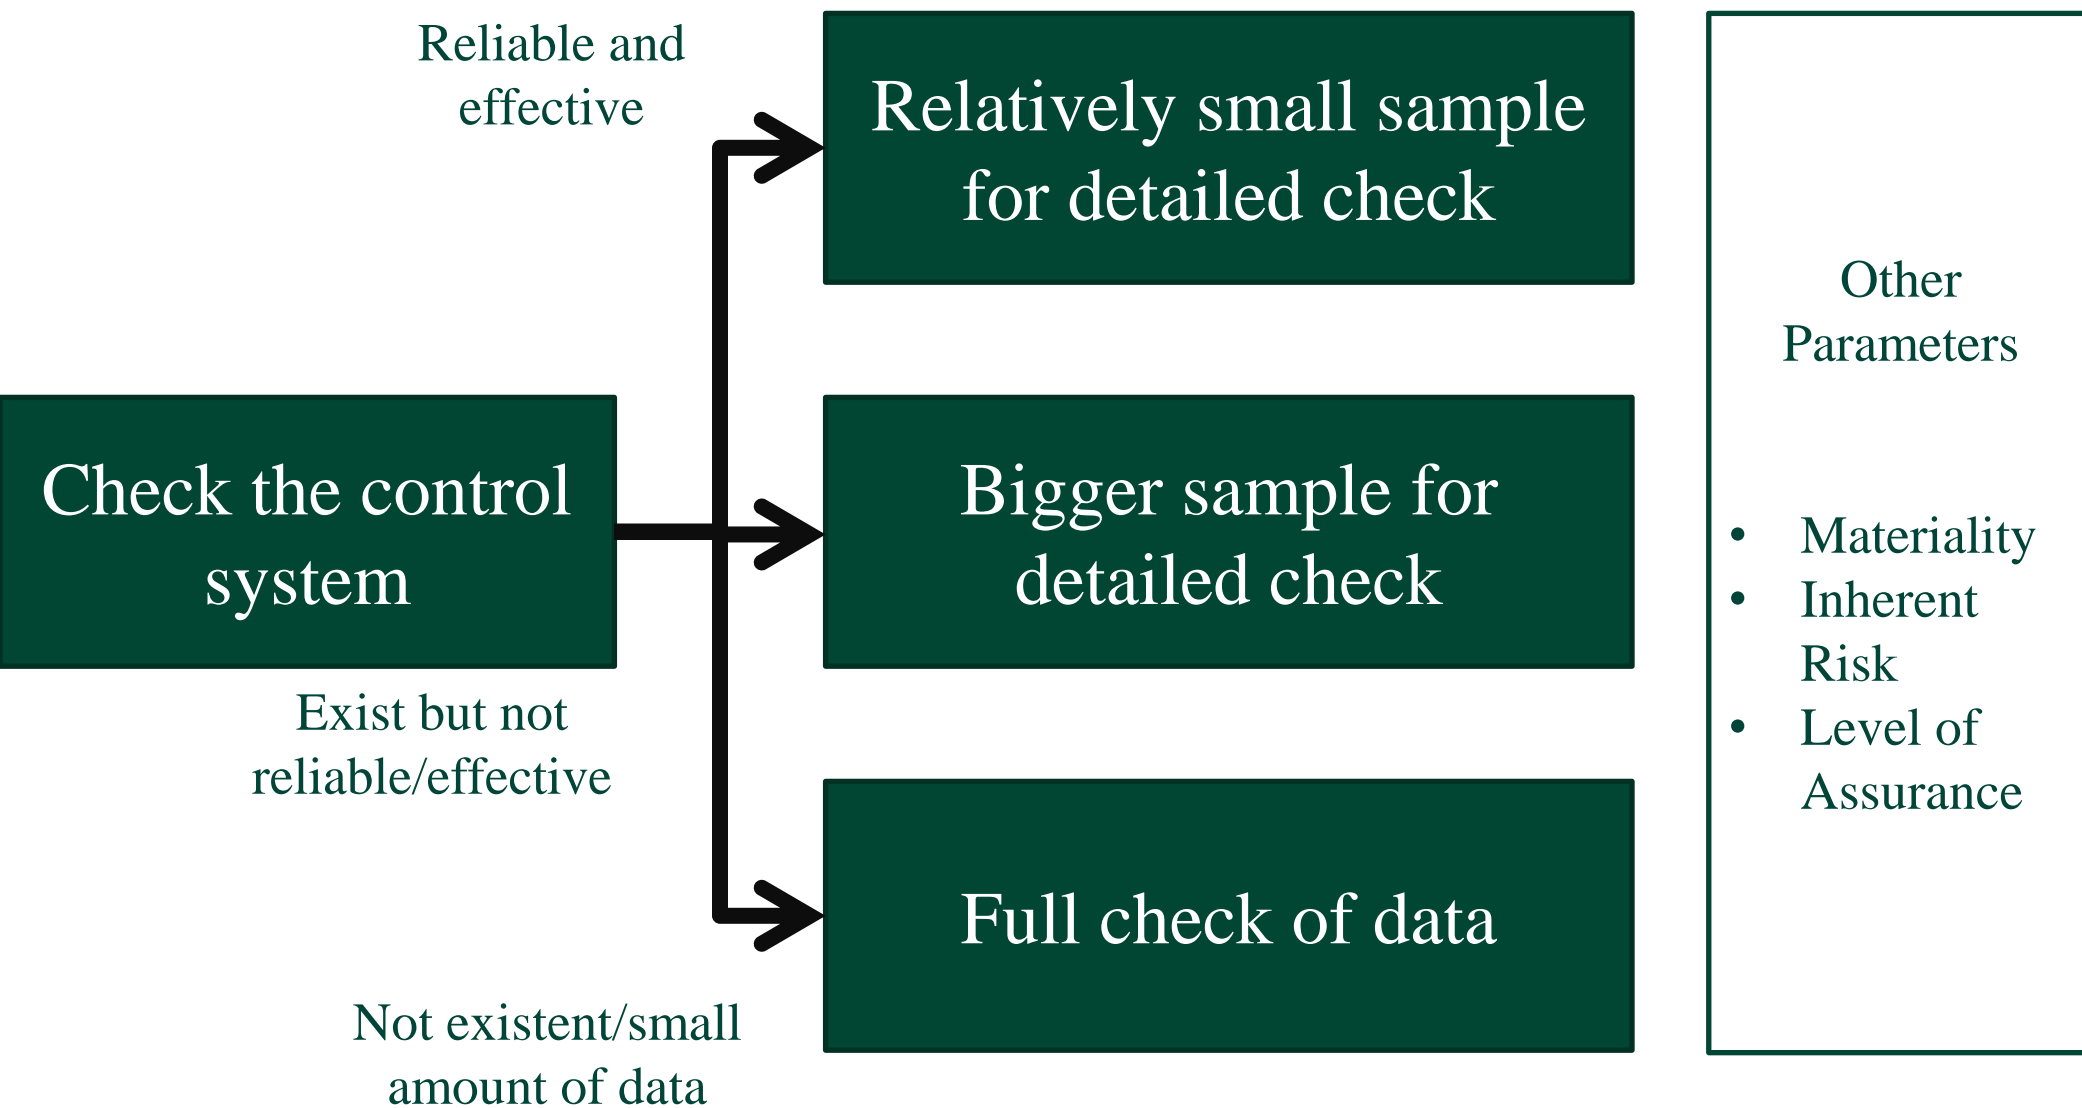 Reliable and
effective
Relatively small sample
for detailed check
Check the control
system
Bigger sample for
detailed check
Exist but not
reliable/effective
Full check of data
Not existent/small
amount of data
Other
Parameters
• Materiality
• Inherent
Risk
• Level of
Assurance